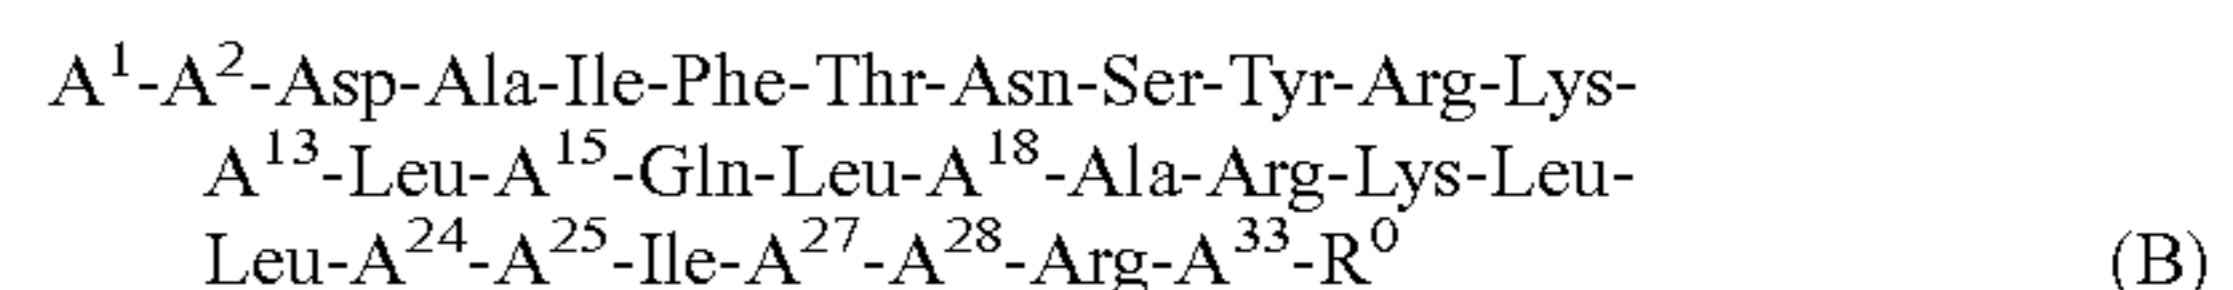 A¹-A²-Asp-Ala-Ile-Phe-Thr-Asn-Ser-Tyr-Arg-Lys-
A¹³-Leu-A¹⁵-Gln-Leu-A¹⁸-Ala-Arg-Lys-Leu-
Leu-A²⁴-A²⁵-Ile-A²⁷-A²⁸-Arg-A³³-R⁰ (B)